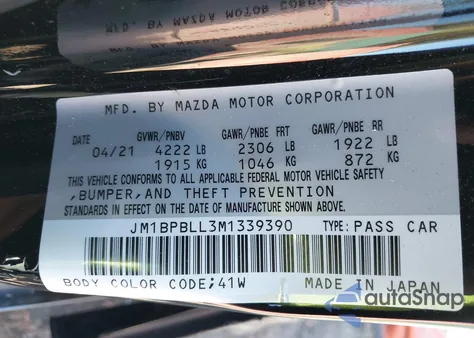 MFD. BY MAZDA MOTOR CORPORATION
GVWR/PNBV GAWR/PNBE FRT GAWR/PNBE RR
04/21 4222 LB 2306 LB 1922 LB
1915 KG 1046 KG 872 KG
THIS VEHICLE CONFORMS TO ALL APPLICABLE FEDERAL MOTOR VEHICLE SAFETY
,BUMPER,AND THEFT PREVENTION
STANDARDS IN EFFECT ON THE DATE OF MANUFACTURE SHOWN ABOVE.
JM1BPBLL3M1339390 TYPE: PASS CAR
BODY COLOR CODE;41W MADE IN JAPAN
autoSnap